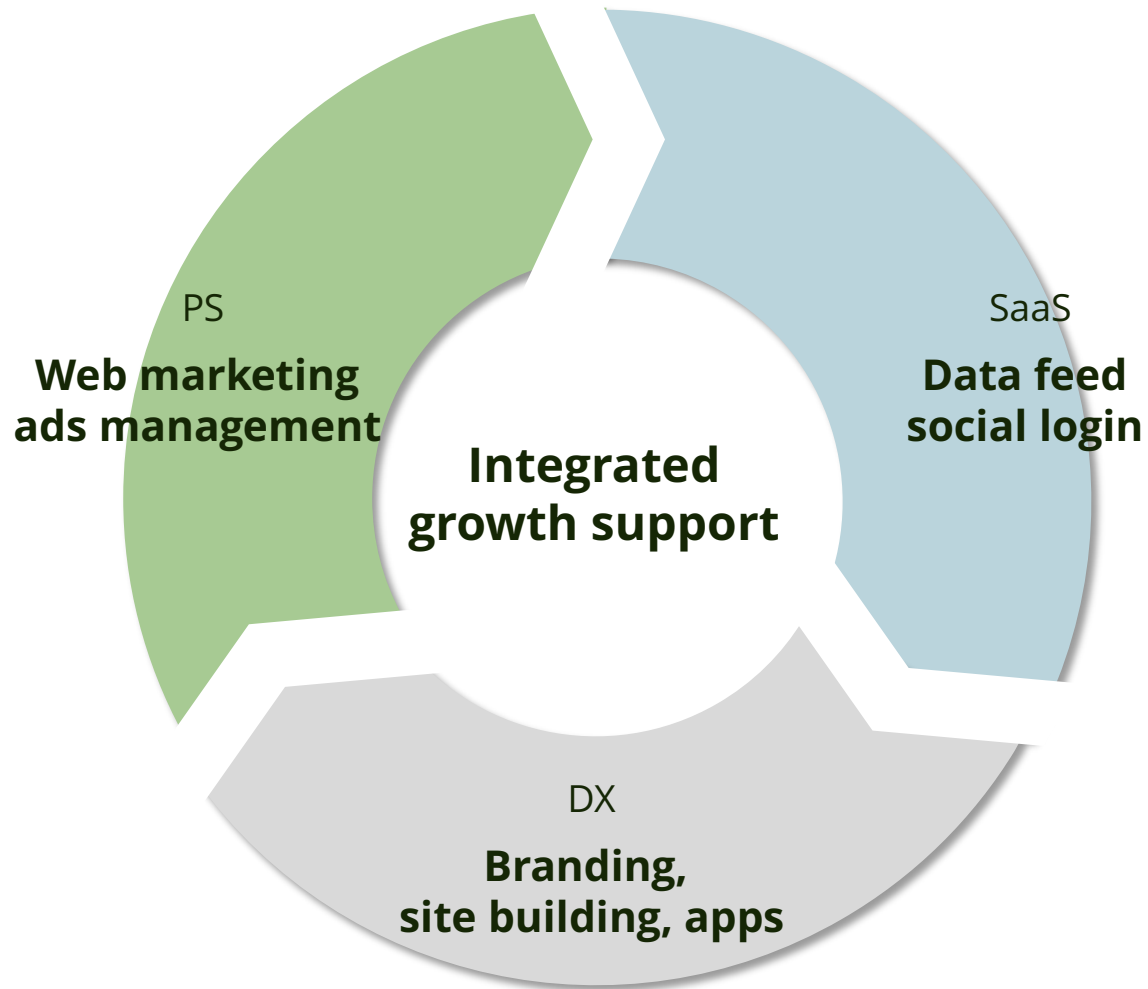 PS
Web marketing
ads management
SaaS
Data feed
social login
Integrated
growth support
DX
Branding,
site building, apps